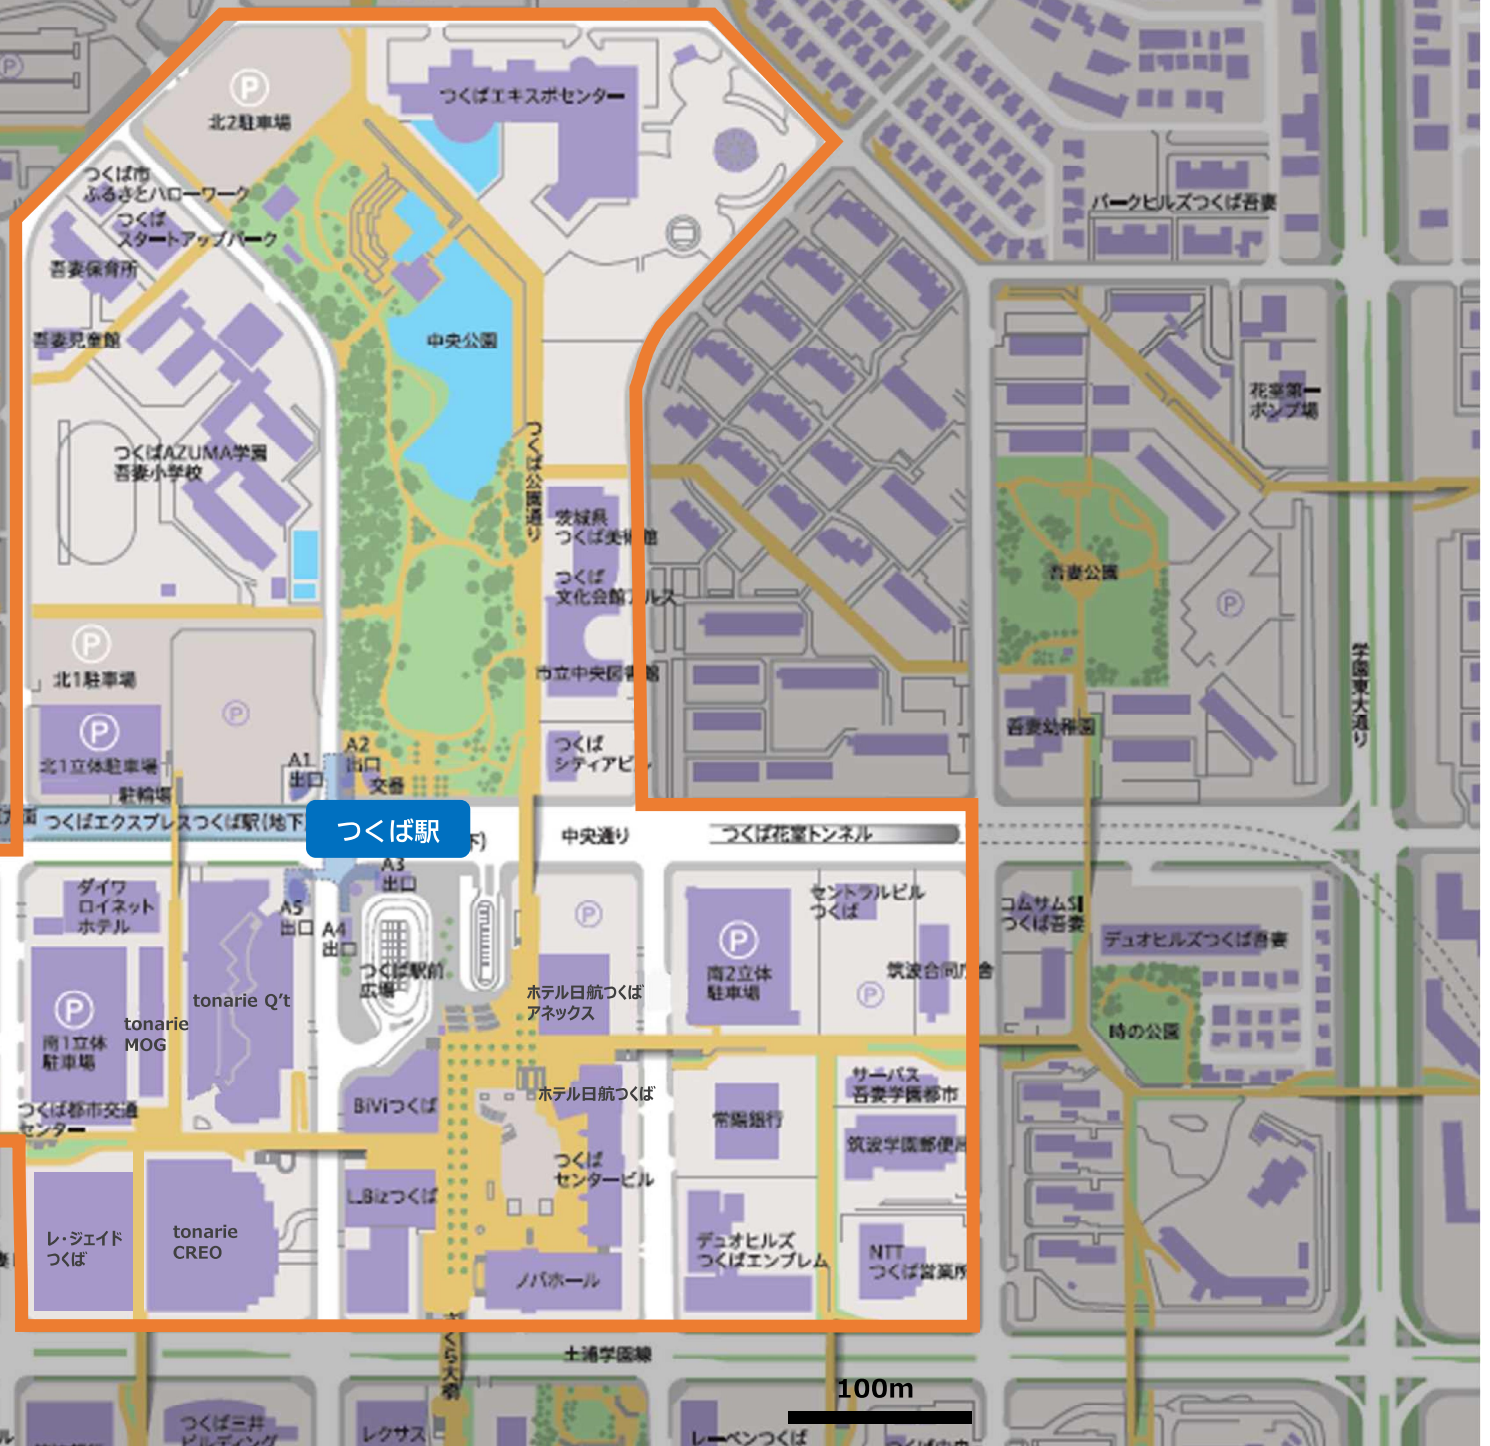 P
P
北2駐車場
つくばエキスポセンター
つくば市
ふるさとハローワーク
つくば
スタートアップパーク
吾妻保育所
吾妻児童館
中央公園
パークヒルズつくば吾妻
花室第一
ポンプ場
つくばAZUMA学園
吾妻小学校
つくば公園通り
茨城県
つくば美術館
つくば
文化会館アルス
市立中央図書館
吾妻公園
P
学園東大通り
P
北1駐車場
P
P
北1立体駐車場
駐輪場
A1
出口
A2
出口
交番
つくば
シティアビル
吾妻幼稚園
方面
つくばエクスプレスつくば駅(地下
つくば駅
下)
中央通り
つくば花室トンネル
ダイワ
ロイネット
ホテル
A3
出口
A5
出口
A4
出口
つくば駅前
広場
P
P
南2立体
駐車場
セントラルビル
つくば
筑波合同庁舎
P
コムサムSI
つくば吾妻
デュオヒルズつくば吾妻
時の公園
P
南1立体
駐車場
tonarie
MOG
tonarie Q't
ホテル日航つくば
アネックス
ホテル日航つくば
つくば都市交通
センター
BiViつくば
常陽銀行
サーパス
吾妻学園都市
筑波学園郵便局
つくば
センタービル
L.Bizつくば
レ・ジェイド
つくば
tonarie
CREO
ノバホール
デュオヒルズ
つくばエンブレム
NTT
つくば営業所
土浦学園線
さくら大橋
100m
つくば三井
ビルディング
レクサス
レーベンつくば
つくば中央